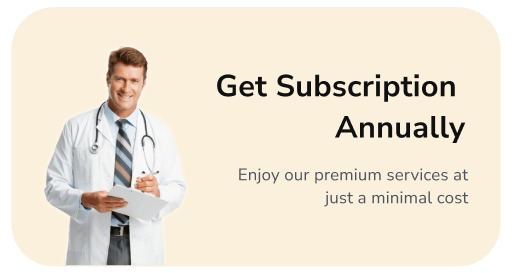 Get Subscription
Annually
Enjoy our premium services at
just a minimal cost